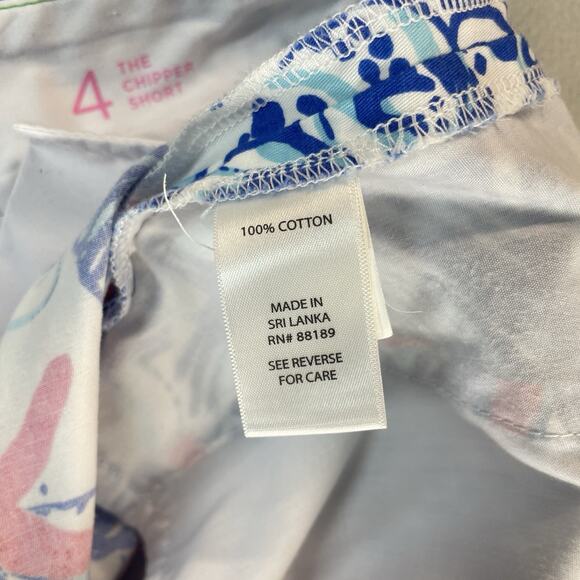 4
THE
CHIPPER
SHORT
100% COTTON
MADE IN
SRI LANKA
RN# 88189
SEE REVERSE
FOR CARE